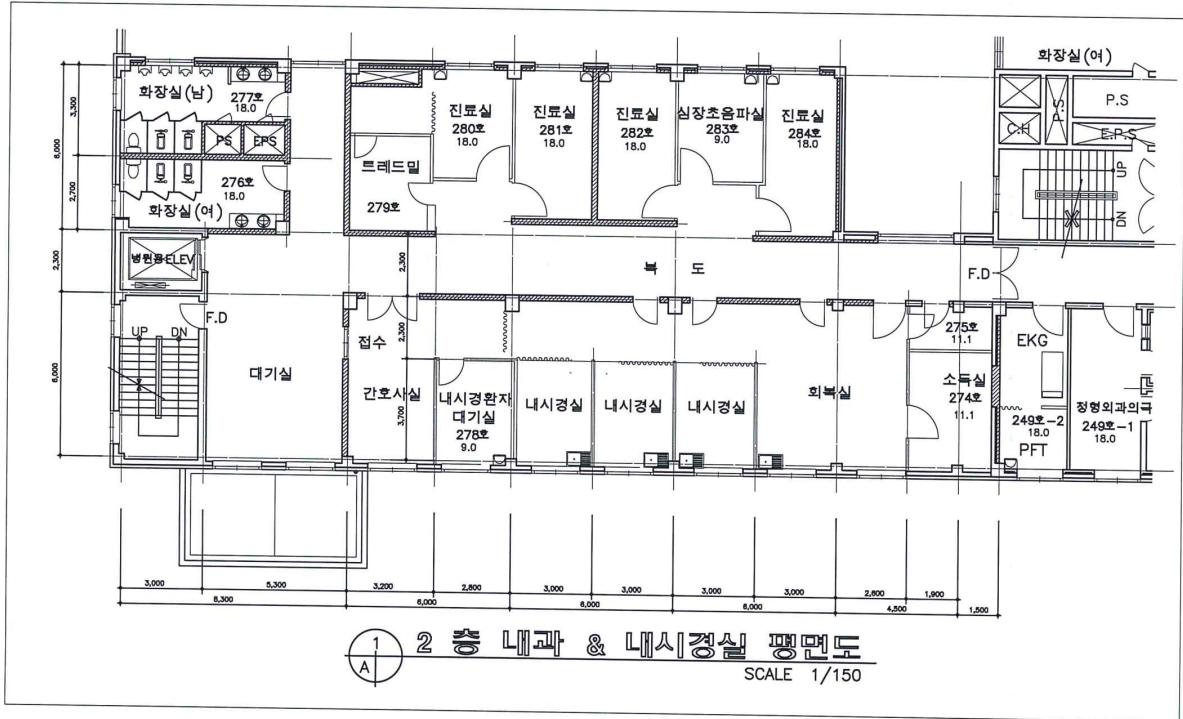 화장실(여)
화장실(남)
277호
18.0
PS
EPS
276호
18.0
화장실(여)
진료실
280호
18.0
진료실
281호
18.0
진료실
282호
18.0
심장초음파실
283호
9.0
진료실
284호
18.0
트레드밀
279호
P.S
P.S
C.H
E.P.S
UP
DN
병원용ELEV
복 도
F.D
F.D
UP
DN
대기실
접수
간호사실
내시경환자
대기실
278호
9.0
내시경실
내시경실
내시경실
회복실
275호
11.1
소독실
274호
11.1
EKG
249호-2
18.0
PFT
249호-1
18.0
3,300
6,000
2,700
2,300
6,000
2,300
2,300
3,700
3,000
5,300
3,200
2,800
3,000
3,000
3,000
3,000
2,600
1,900
8,300
6,000
6,000
6,000
4,500
1,500
1
A
2 층 내과 & 내시경실 평면도
SCALE 1/150